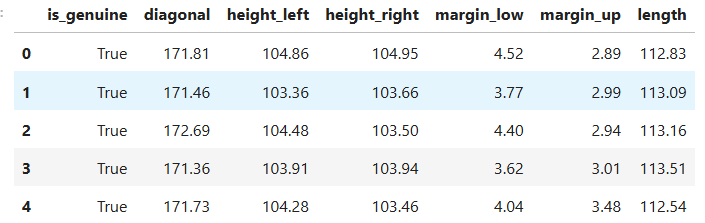 is_genuine diagonal height_left height_right margin_low margin_up length
0 True 171.81 104.86 104.95 4.52 2.89 112.83
1 True 171.46 103.36 103.66 3.77 2.99 113.09
2 True 172.69 104.48 103.50 4.40 2.94 113.16
3 True 171.36 103.91 103.94 3.62 3.01 113.51
4 True 171.73 104.28 103.46 4.04 3.48 112.54